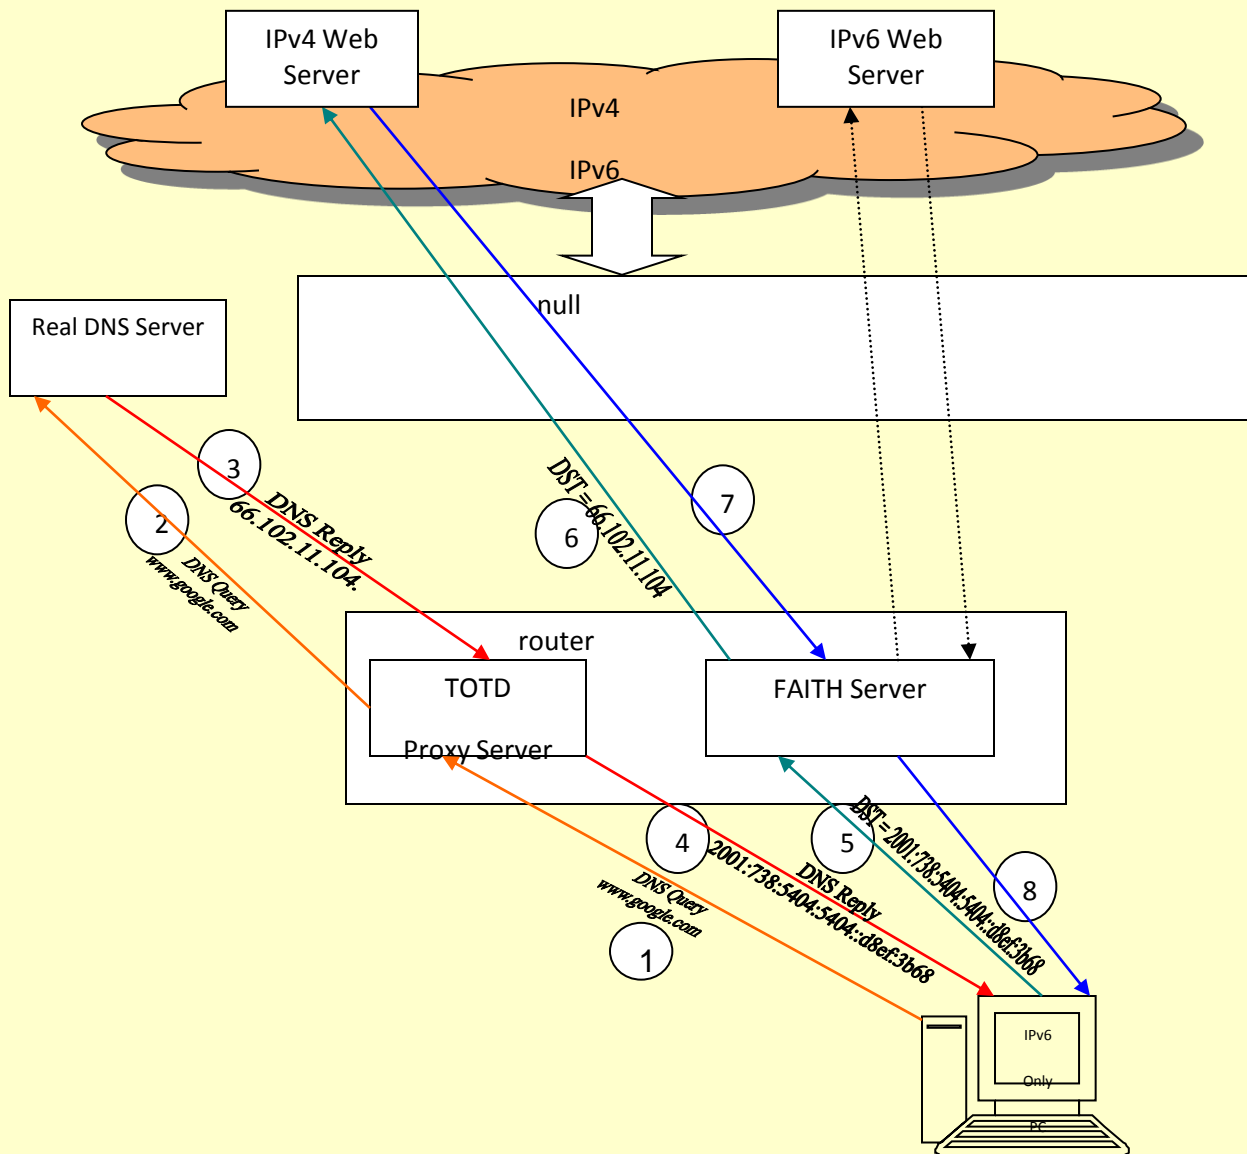 IPv4 Web
Server
IPv6 Web
Server
IPv4
IPv6
null
Real DNS Server
3
DNS Reply
66.102.11.104.
2
DNS Query
www.google.com
6
DST = 66.102.11.104
7
router
TOTD
Proxy Server
FAITH Server
4
DNS Reply
2001:738:5404:5404::d8ef:3b68
5
DST = 2001:738:5404:5404::d8ef:3b68
8
DNS Query
www.google.com
1
IPv6
Only
PC